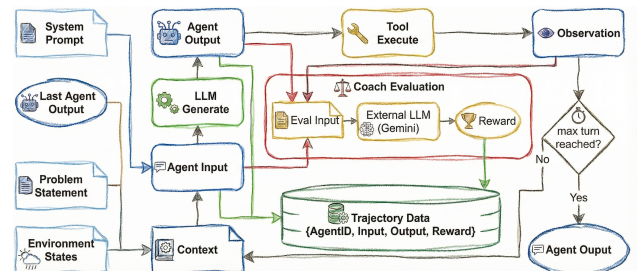 System
Prompt
Agent
Output
Tool
Execute
Observation
Last Agent
Output
LLM
Generate
Coach Evaluation
Eval Input
External LLM
(Gemini)
Reward
max turn
reached?
No
Yes
Problem
Statement
Agent Input
Trajectory Data
{AgentID, Input, Output, Reward}
Environment
States
Context
Agent Ouput